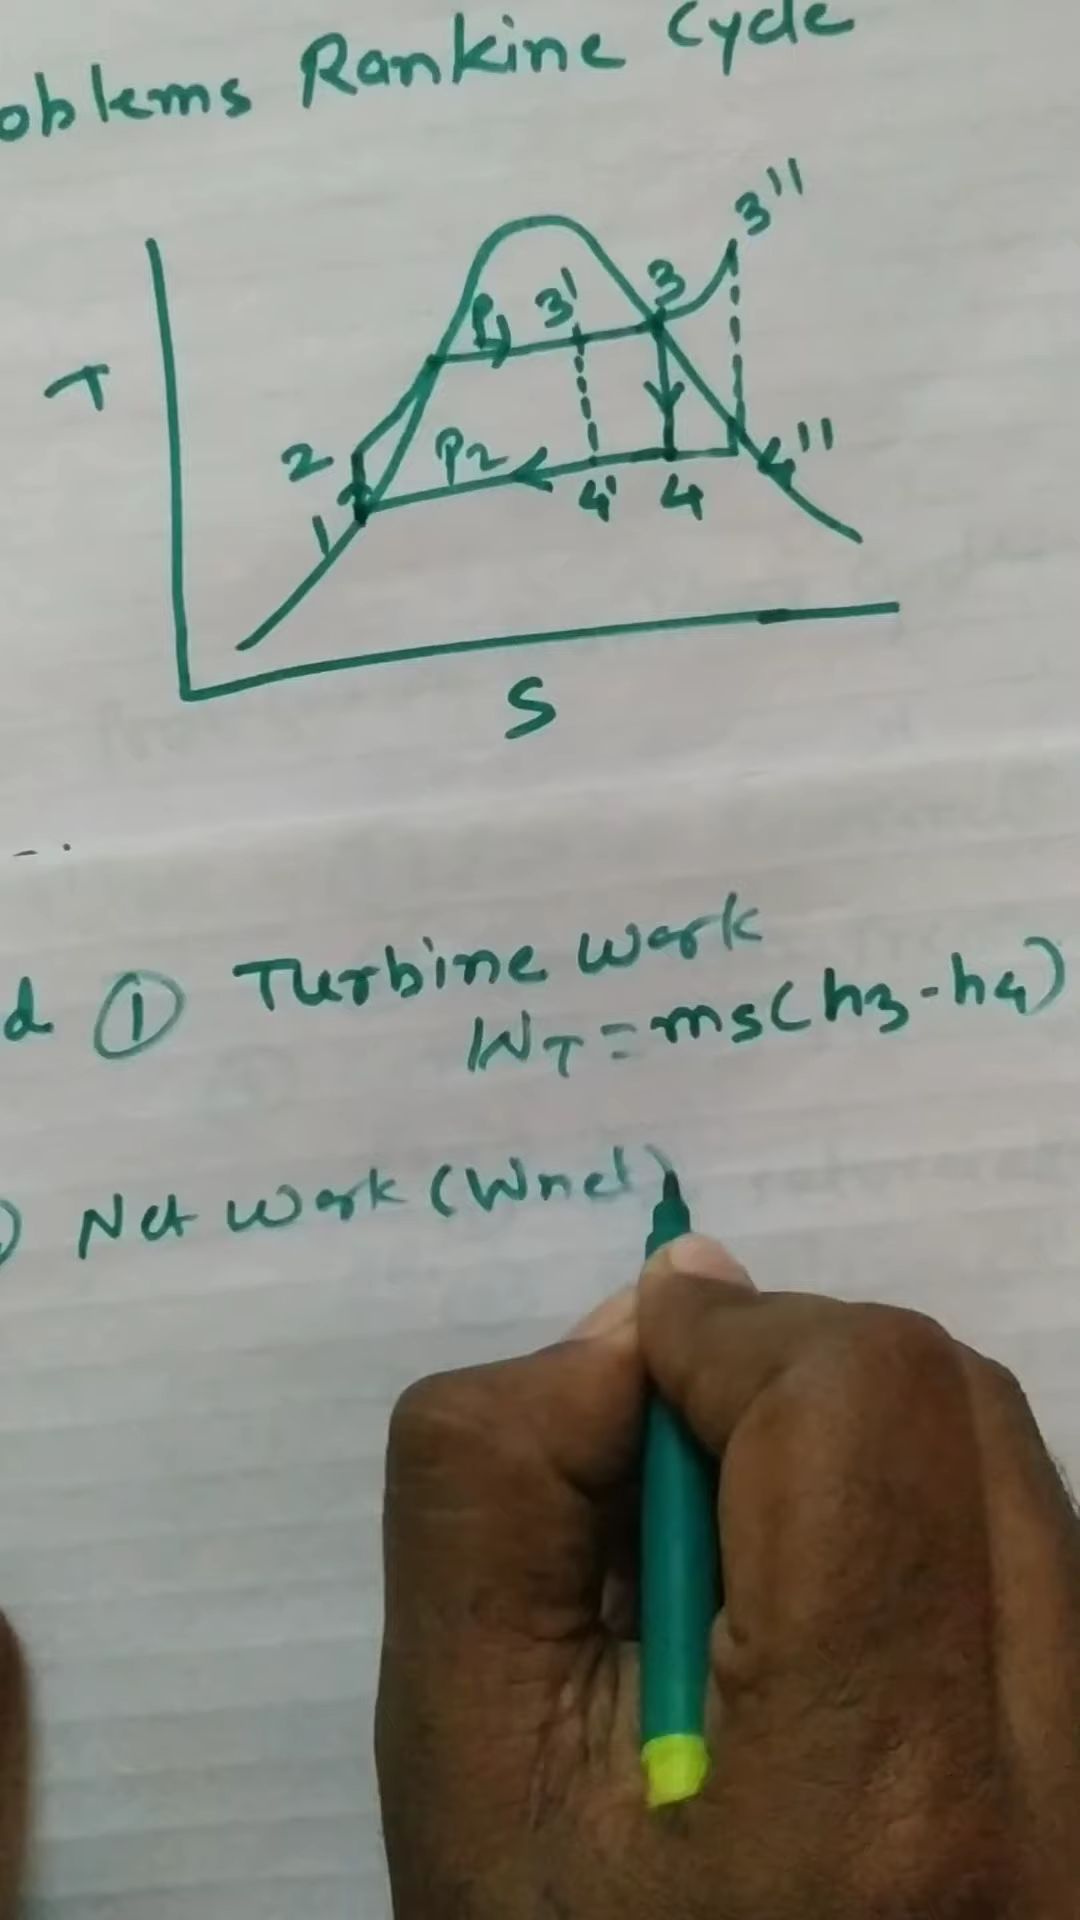 oblems Rankine Cycle
3''
3
3'
P1
T
2
P2
4''
4'
4
1
S
d ① Turbine work
WT = ms(h3-h4)
Net work (Wnet)